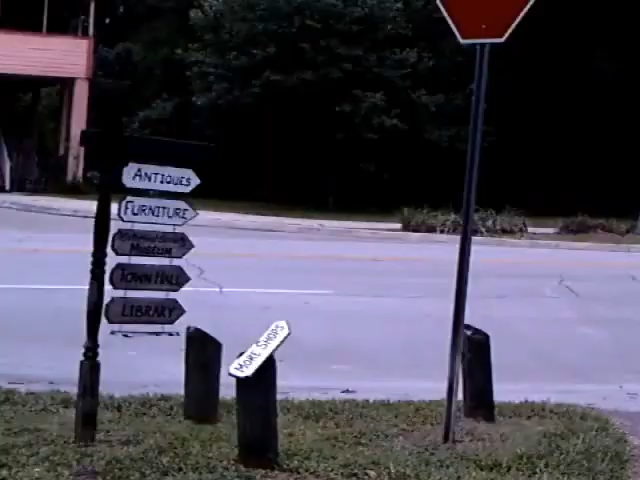 ANTIQUES
FURNITURE
MUSEUM
TOWN HALL
LIBRARY
MORE SHOPS